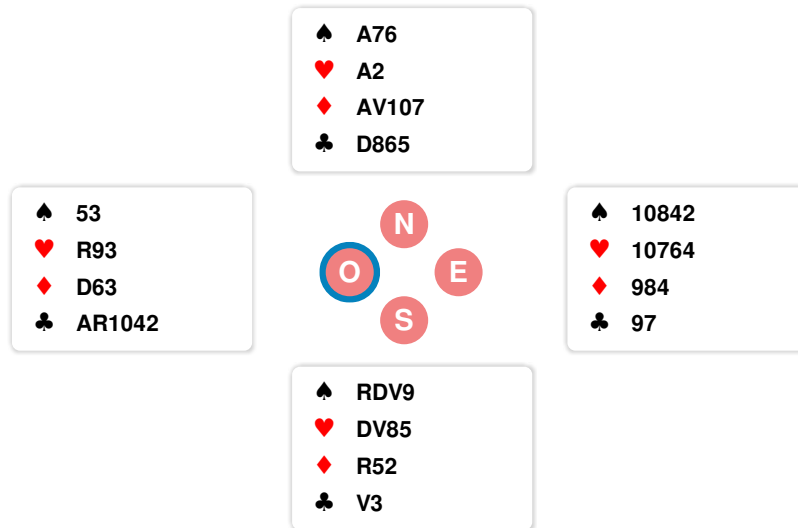 ♠ A76
♥ A2
♦ AV107
♣ D865
♠ 53
♥ R93
♦ D63
♣ AR1042
N
O
E
S
♠ 10842
♥ 10764
♦ 984
♣ 97
♠ RDV9
♥ DV85
♦ R52
♣ V3